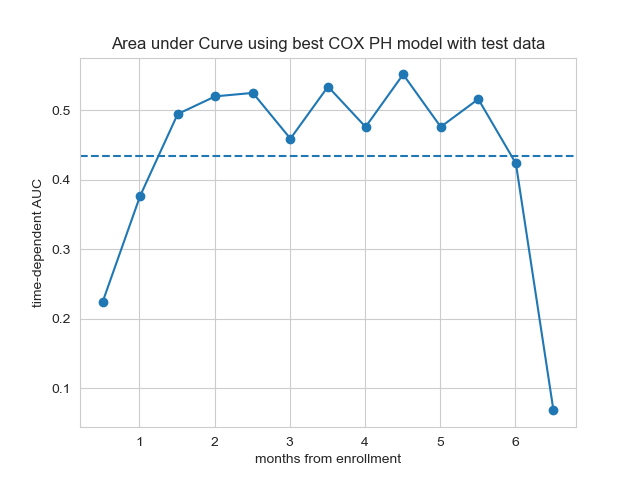 Area under Curve using best COX PH model with test data
time-dependent AUC
0.5
0.4
0.3
0.2
0.1
1 2 3 4 5 6
months from enrollment